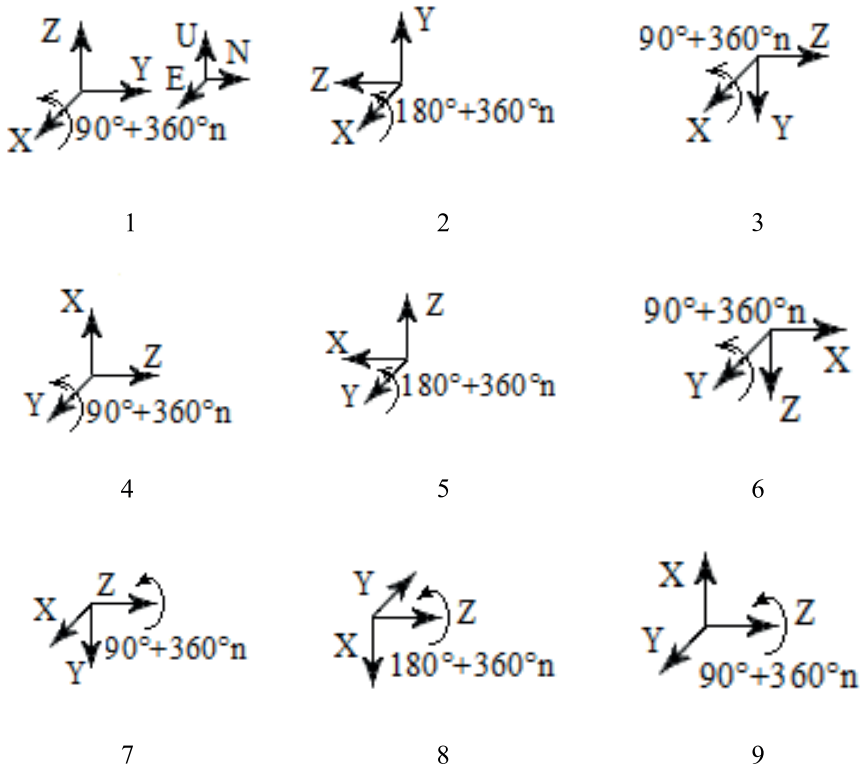 Z Y X 90°+360°n U N E
Y Z X 180°+360°n
90°+360°n Z X Y
1 2 3
X Z Y 90°+360°n
Z X Y 180°+360°n
90°+360°n X Y Z
4 5 6
Z X Y 90°+360°n
Y Z X 180°+360°n
X Z Y 90°+360°n
7 8 9